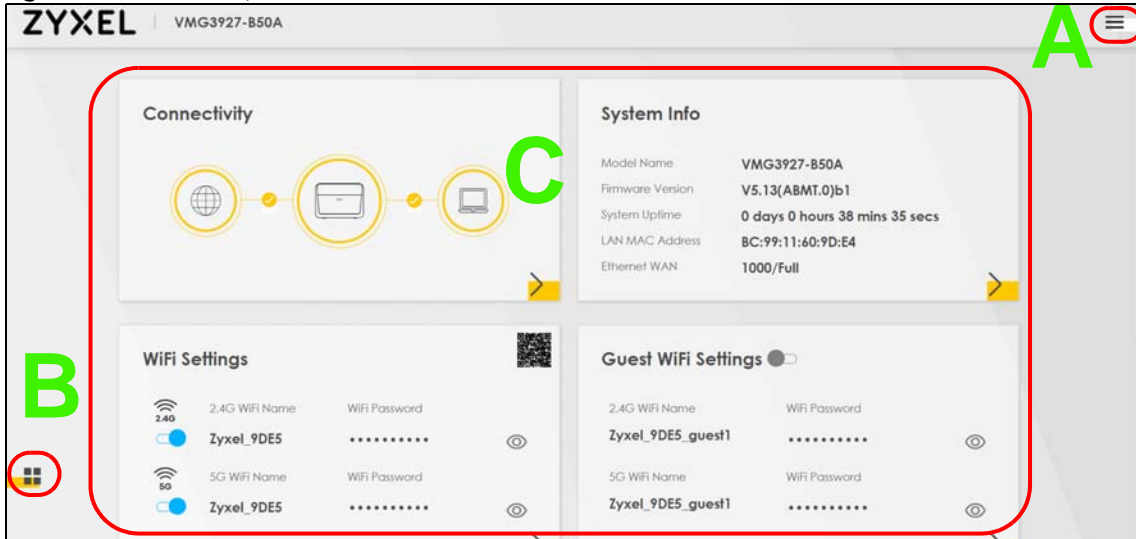 ZYXEL VMG3927-B50A
A
Connectivity
C
System Info
Model Name VMG3927-B50A
Firmware Version V5.13(ABMT.0)b1
System Uptime 0 days 0 hours 38 mins 35 secs
LAN MAC Address BC:99:11:60:9D:E4
Ethernet WAN 1000/Full
B
WiFi Settings
2.4G 2.4G WiFi Name WiFi Password
Zyxel_9DE5 ••••••••••
5G 5G WiFi Name WiFi Password
Zyxel_9DE5 ••••••••••
Guest WiFi Settings
2.4G WiFi Name WiFi Password
Zyxel_9DE5_guest1 ••••••••••
5G WiFi Name WiFi Password
Zyxel_9DE5_guest1 ••••••••••